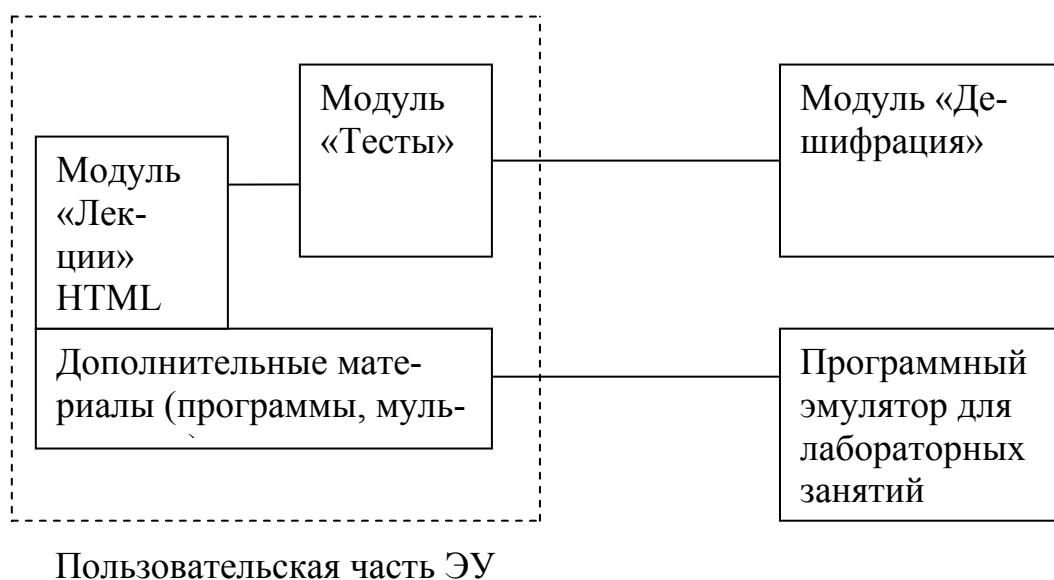 Модуль
«Тесты»
Модуль «Де-
шифрация»
Модуль
«Лек-
ции»
HTML
Дополнительные мате-
риалы (программы, муль-
Программный
эмулятор для
лабораторных
занятий
Пользовательская часть ЭУ